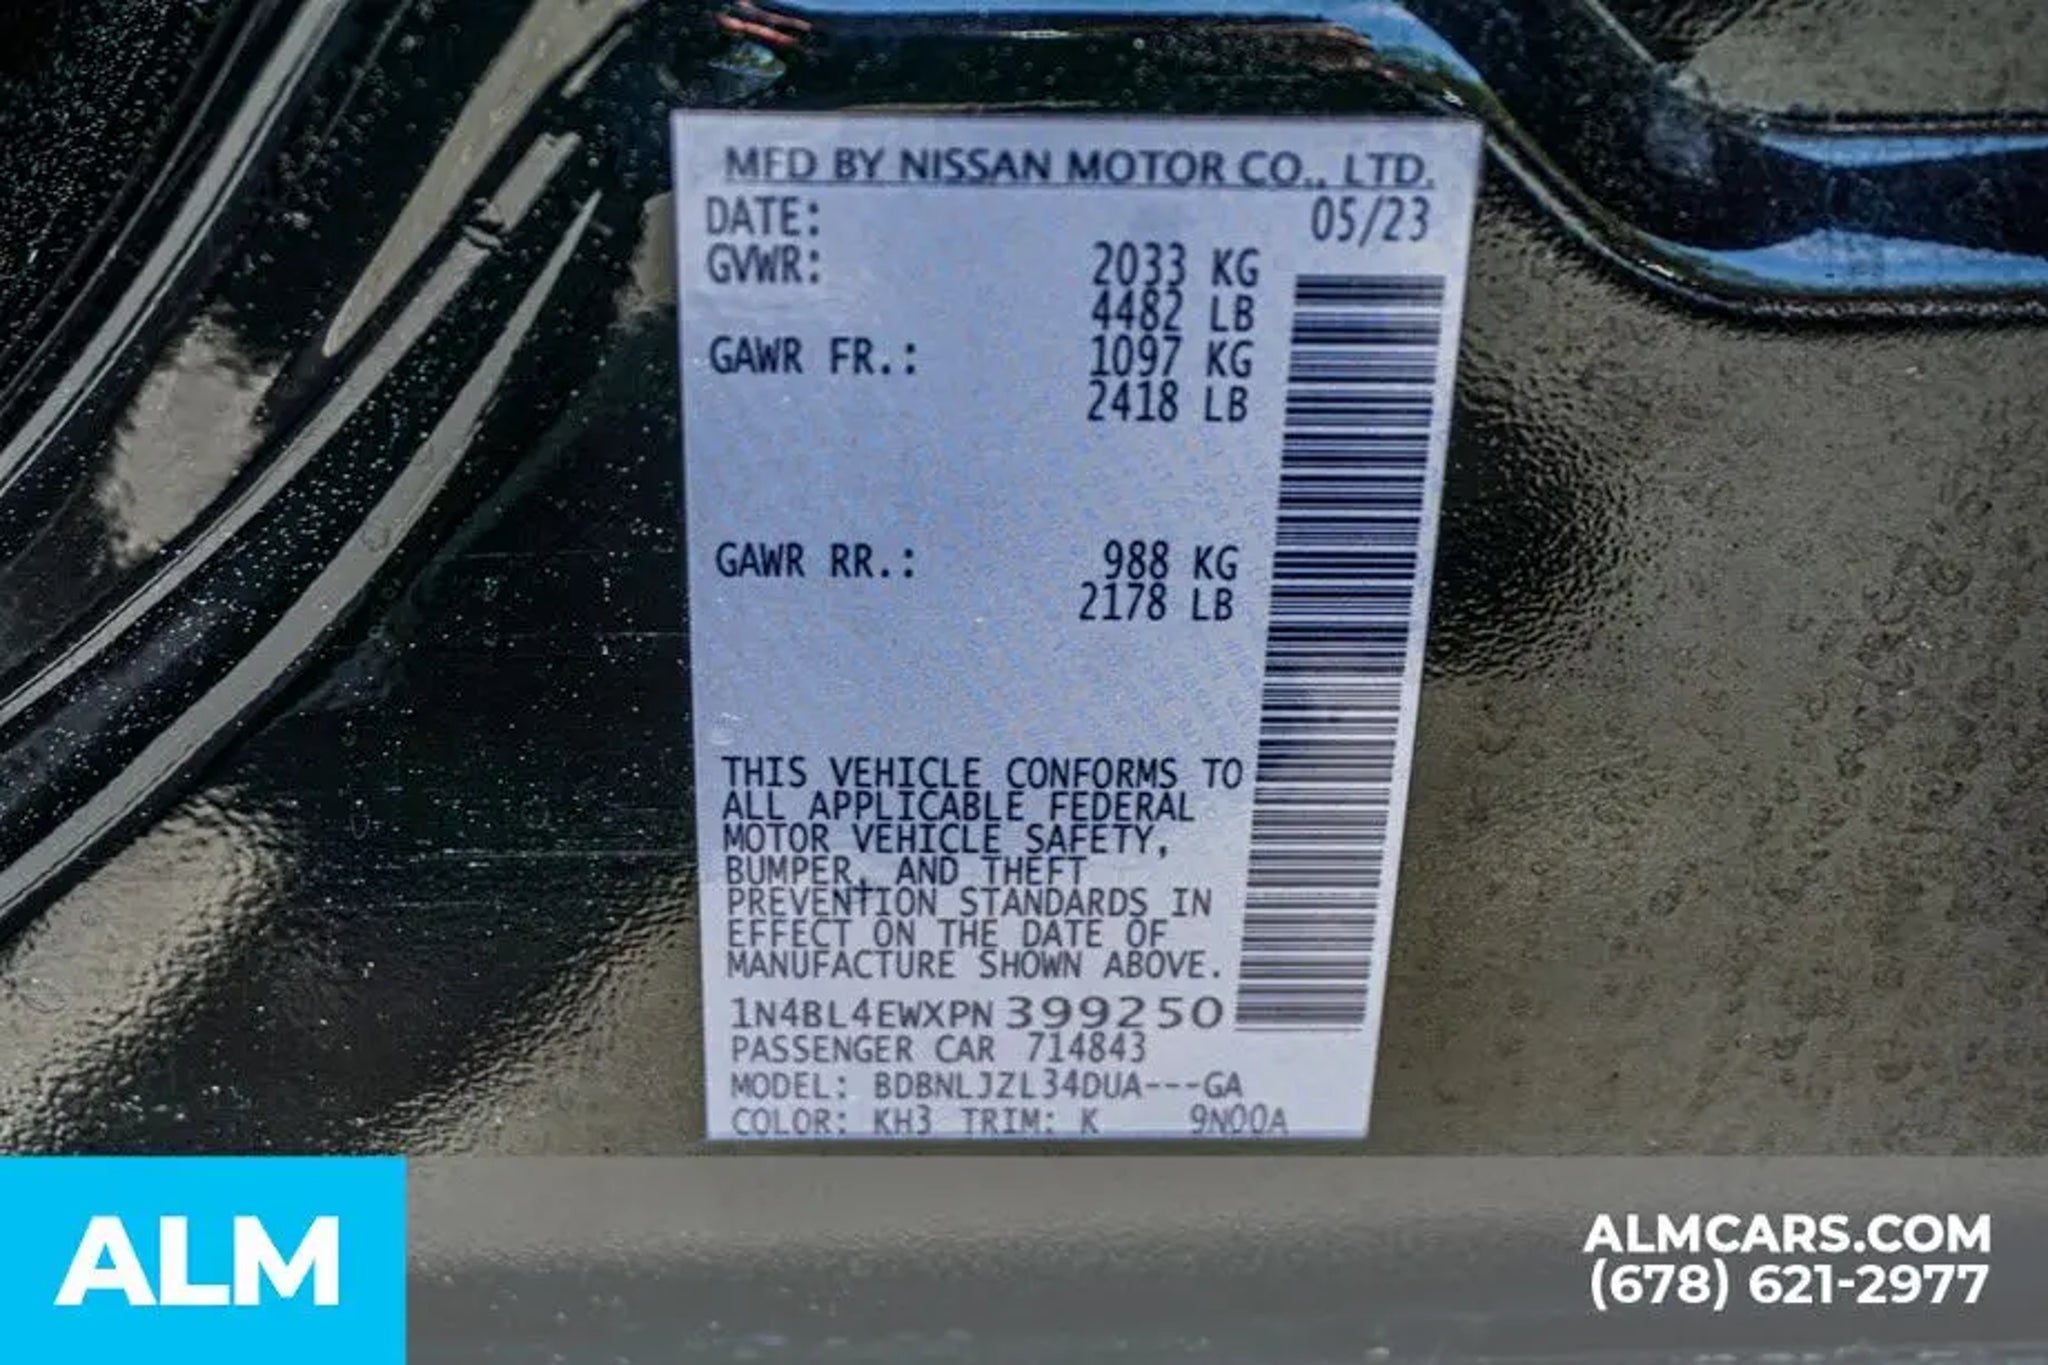 MFD BY NISSAN MOTOR CO., LTD.
DATE: 05/23
GVWR: 2033 KG
4482 LB
GAWR FR.: 1097 KG
2418 LB
GAWR RR.: 988 KG
2178 LB
THIS VEHICLE CONFORMS TO
ALL APPLICABLE FEDERAL
MOTOR VEHICLE SAFETY,
BUMPER, AND THEFT
PREVENTION STANDARDS IN
EFFECT ON THE DATE OF
MANUFACTURE SHOWN ABOVE.
1N4BL4EWXPN399250
PASSENGER CAR 714843
MODEL: BDBNLJZL34DUA---GA
COLOR: KH3 TRIM: K 9N00A
ALM
ALMCARS.COM
(678) 621-2977